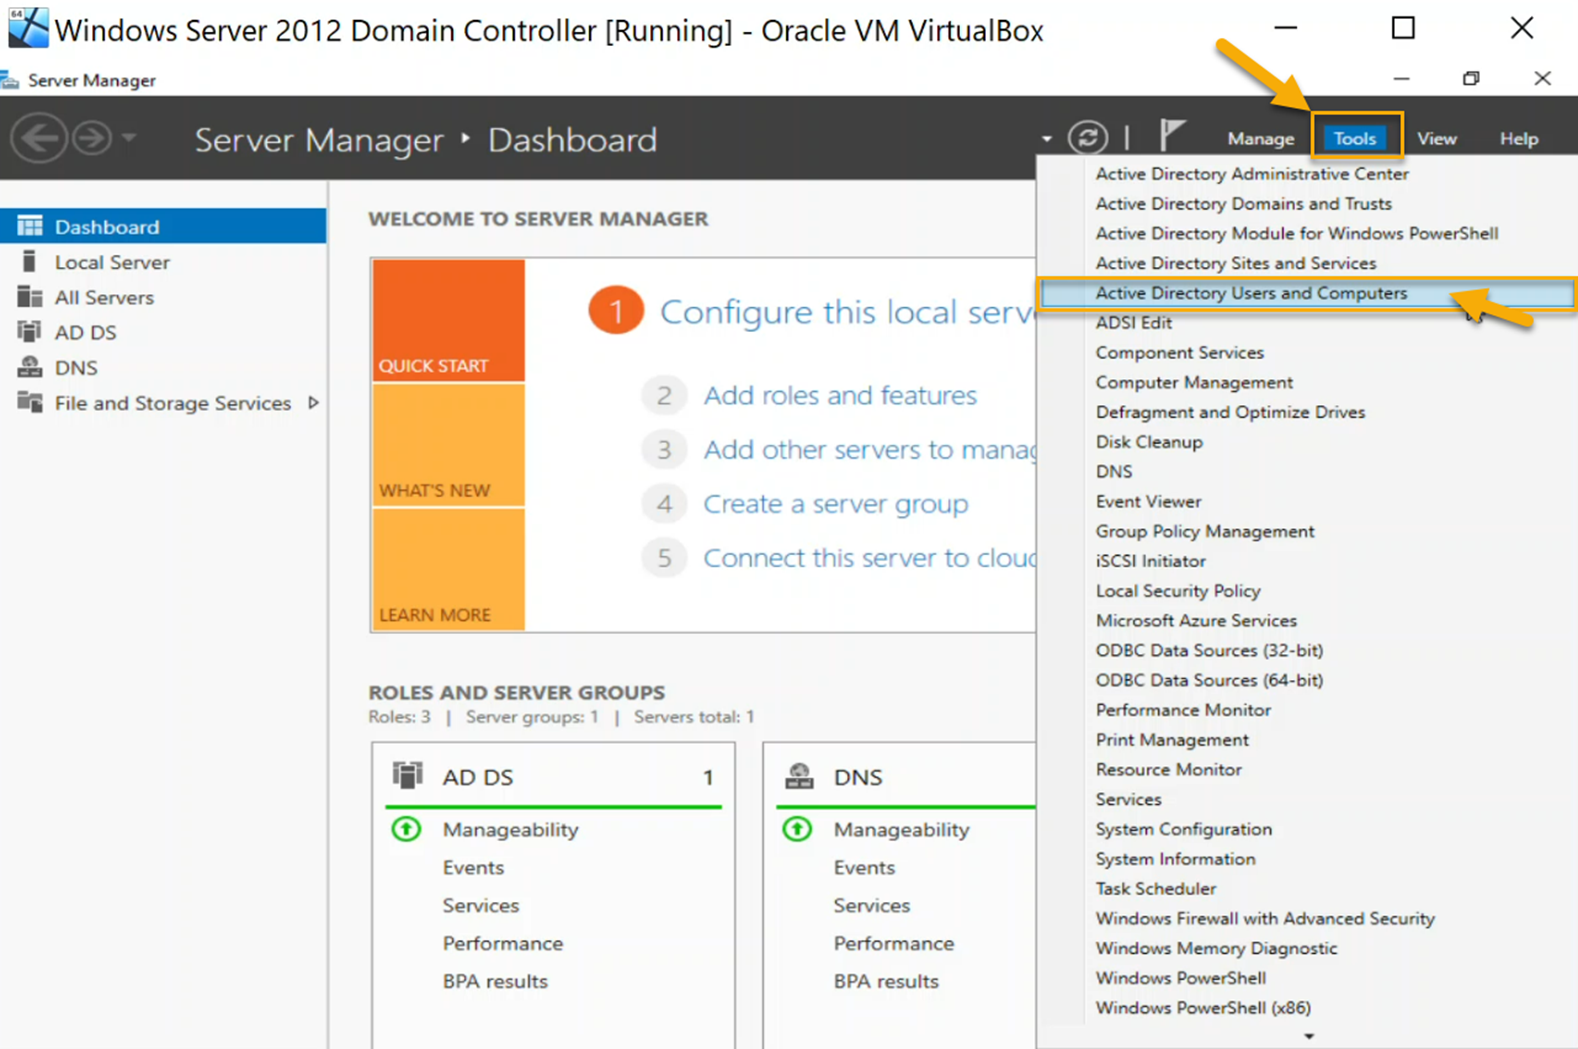 64
Windows Server 2012 Domain Controller [Running] - Oracle VM VirtualBox
Server Manager
Server Manager Dashboard
Manage Tools View Help
Dashboard
Local Server
All Servers
AD DS
DNS
File and Storage Services
WELCOME TO SERVER MANAGER
QUICK START
WHAT'S NEW
LEARN MORE
1 Configure this local serv
2 Add roles and features
3 Add other servers to manag
4 Create a server group
5 Connect this server to cloud
ROLES AND SERVER GROUPS
Roles: 3 | Server groups: 1 | Servers total: 1
AD DS 1
Manageability
Events
Services
Performance
BPA results
DNS
Manageability
Events
Services
Performance
BPA results
Active Directory Administrative Center
Active Directory Domains and Trusts
Active Directory Module for Windows PowerShell
Active Directory Sites and Services
Active Directory Users and Computers
ADSI Edit
Component Services
Computer Management
Defragment and Optimize Drives
Disk Cleanup
DNS
Event Viewer
Group Policy Management
iSCSI Initiator
Local Security Policy
Microsoft Azure Services
ODBC Data Sources (32-bit)
ODBC Data Sources (64-bit)
Performance Monitor
Print Management
Resource Monitor
Services
System Configuration
System Information
Task Scheduler
Windows Firewall with Advanced Security
Windows Memory Diagnostic
Windows PowerShell
Windows PowerShell (x86)